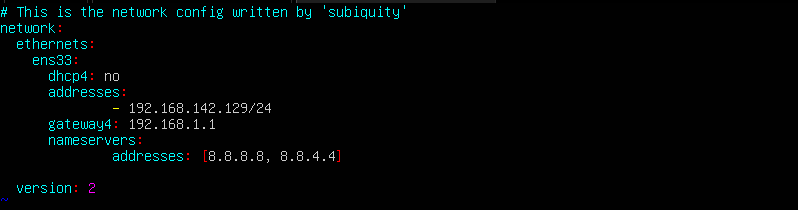 # This is the network config written by 'subiquity'
network:
  ethernets:
    ens33:
      dhcp4: no
      addresses:
              - 192.168.142.129/24
      gateway4: 192.168.1.1
      nameservers:
              addresses: [8.8.8.8, 8.8.4.4]

  version: 2
~